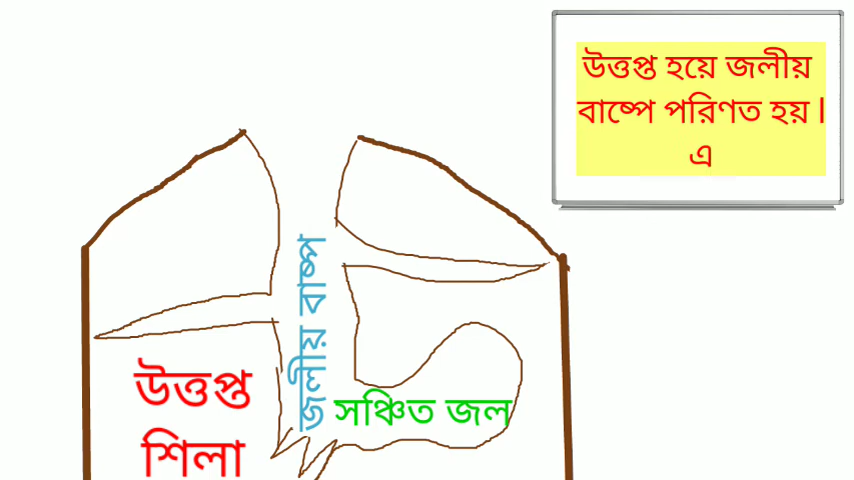 উত্তপ্ত হয়ে জলীয়
বাষ্পে পরিণত হয়।
এ
জলীয় বাষ্প
উত্তপ্ত
শিলা
সঞ্চিত জল